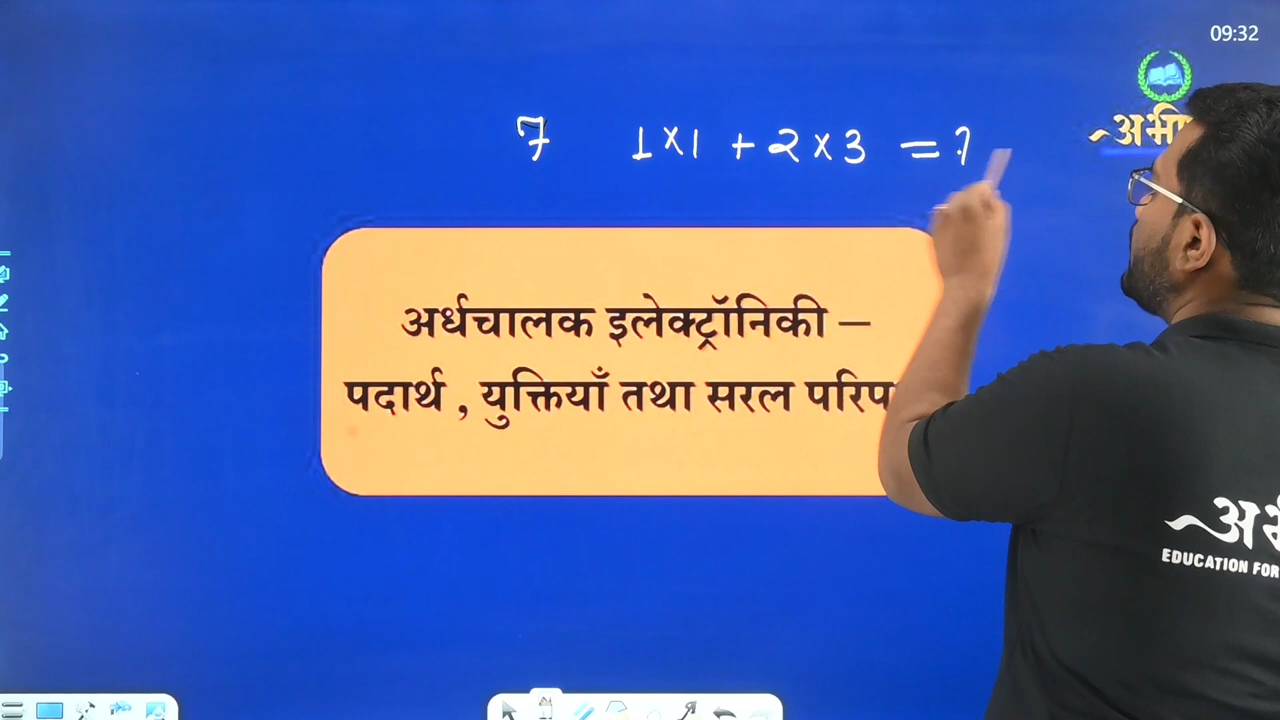 09:32
7 1×1 + 2×3 = ?
अर्धचालक इलेक्ट्रॉनिकी –
पदार्थ , युक्तियाँ तथा सरल
EDUCATION FOR